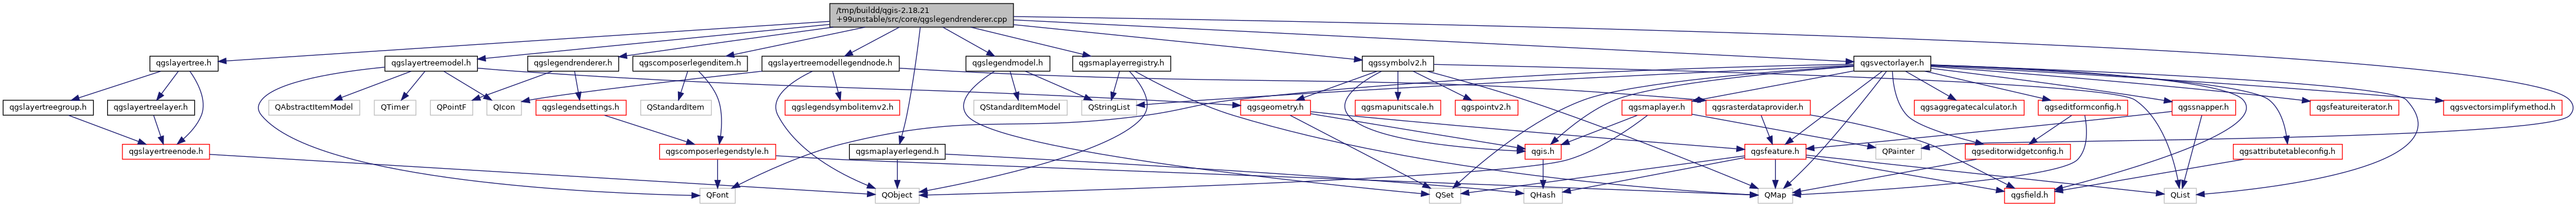 /tmp/buildd/qgis-2.18.21
+99unstable/src/core/qgslegendrenderer.cpp
qgslayertree.h
qgslayertreemodel.h
qgslegendrenderer.h
qgscomposerlegenditem.h
qgslayertreemodellegendnode.h
qgslegendmodel.h
qgsmaplayerregistry.h
qgssymbolv2.h
qgsvectorlayer.h
qgslayertreegroup.h
qgslayertreelayer.h
QAbstractItemModel
QTimer
QPointF
QIcon
qgslegendsettings.h
QStandardItem
qgslegendsymbolitemv2.h
QStandardItemModel
QStringList
qgsgeometry.h
qgsmapunitscale.h
qgspointv2.h
qgsmaplayer.h
qgsrasterdataprovider.h
qgsaggregatecalculator.h
qgseditformconfig.h
qgssnapper.h
qgsfeatureiterator.h
qgsvectorsimplifymethod.h
qgslayertreenode.h
qgscomposerlegendstyle.h
qgsmaplayerlegend.h
qgis.h
qgsfeature.h
QPainter
qgseditorwidgetconfig.h
qgsattributetableconfig.h
QFont
QObject
QSet
QHash
QMap
qgsfield.h
QList